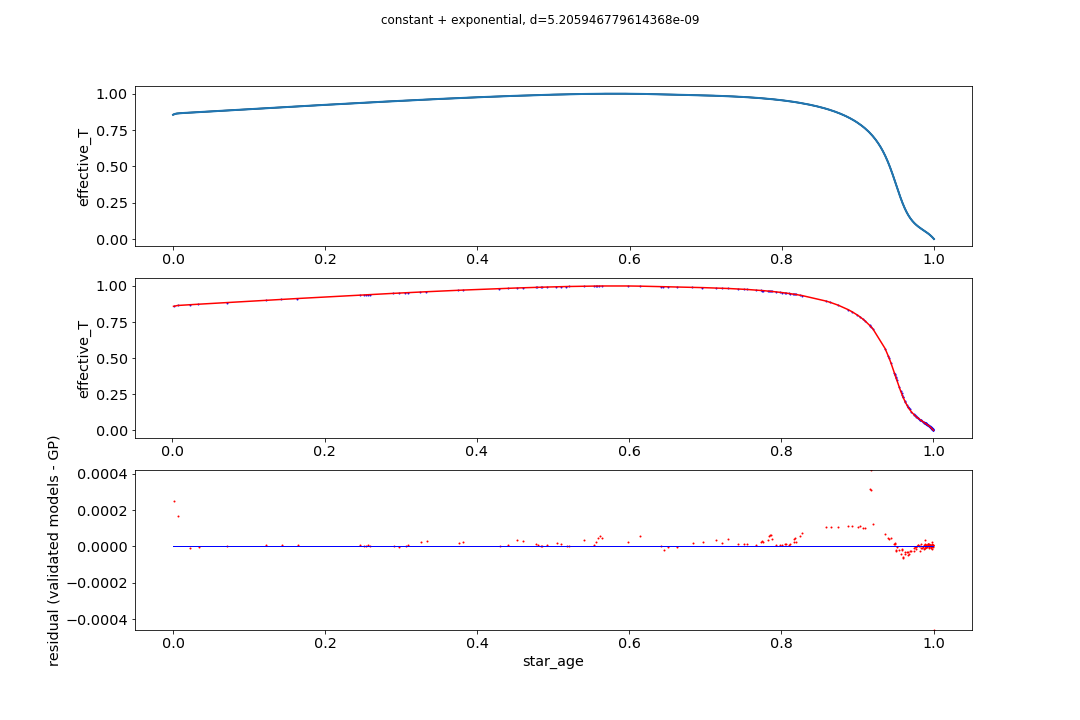 constant + exponential, d=5.205946779614368e-09
effective_T
1.00
0.75
0.50
0.25
0.00
0.0 0.2 0.4 0.6 0.8 1.0
effective_T
1.00
0.75
0.50
0.25
0.00
0.0 0.2 0.4 0.6 0.8 1.0
residual (validated models - GP)
0.0004
0.0002
0.0000
−0.0002
−0.0004
0.0 0.2 0.4 0.6 0.8 1.0
star_age